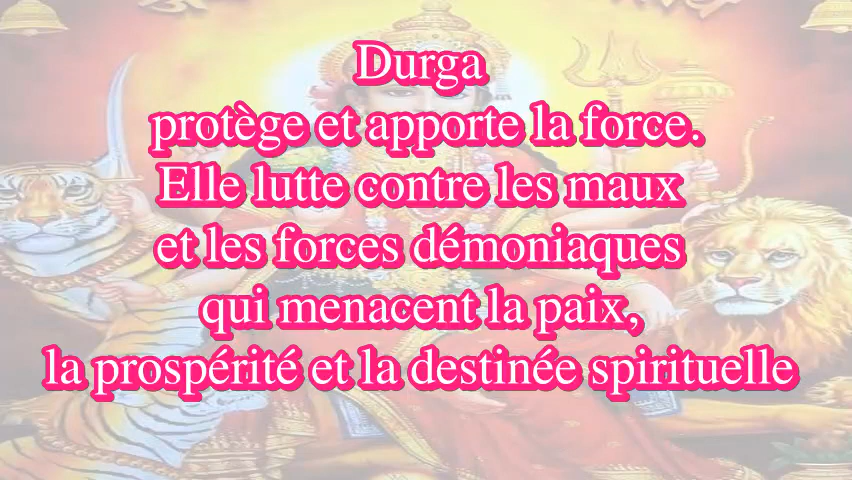 Durga
protège et apporte la force.
Elle lutte contre les maux
et les forces démoniaques
qui menacent la paix,
la prospérité et la destinée spirituelle